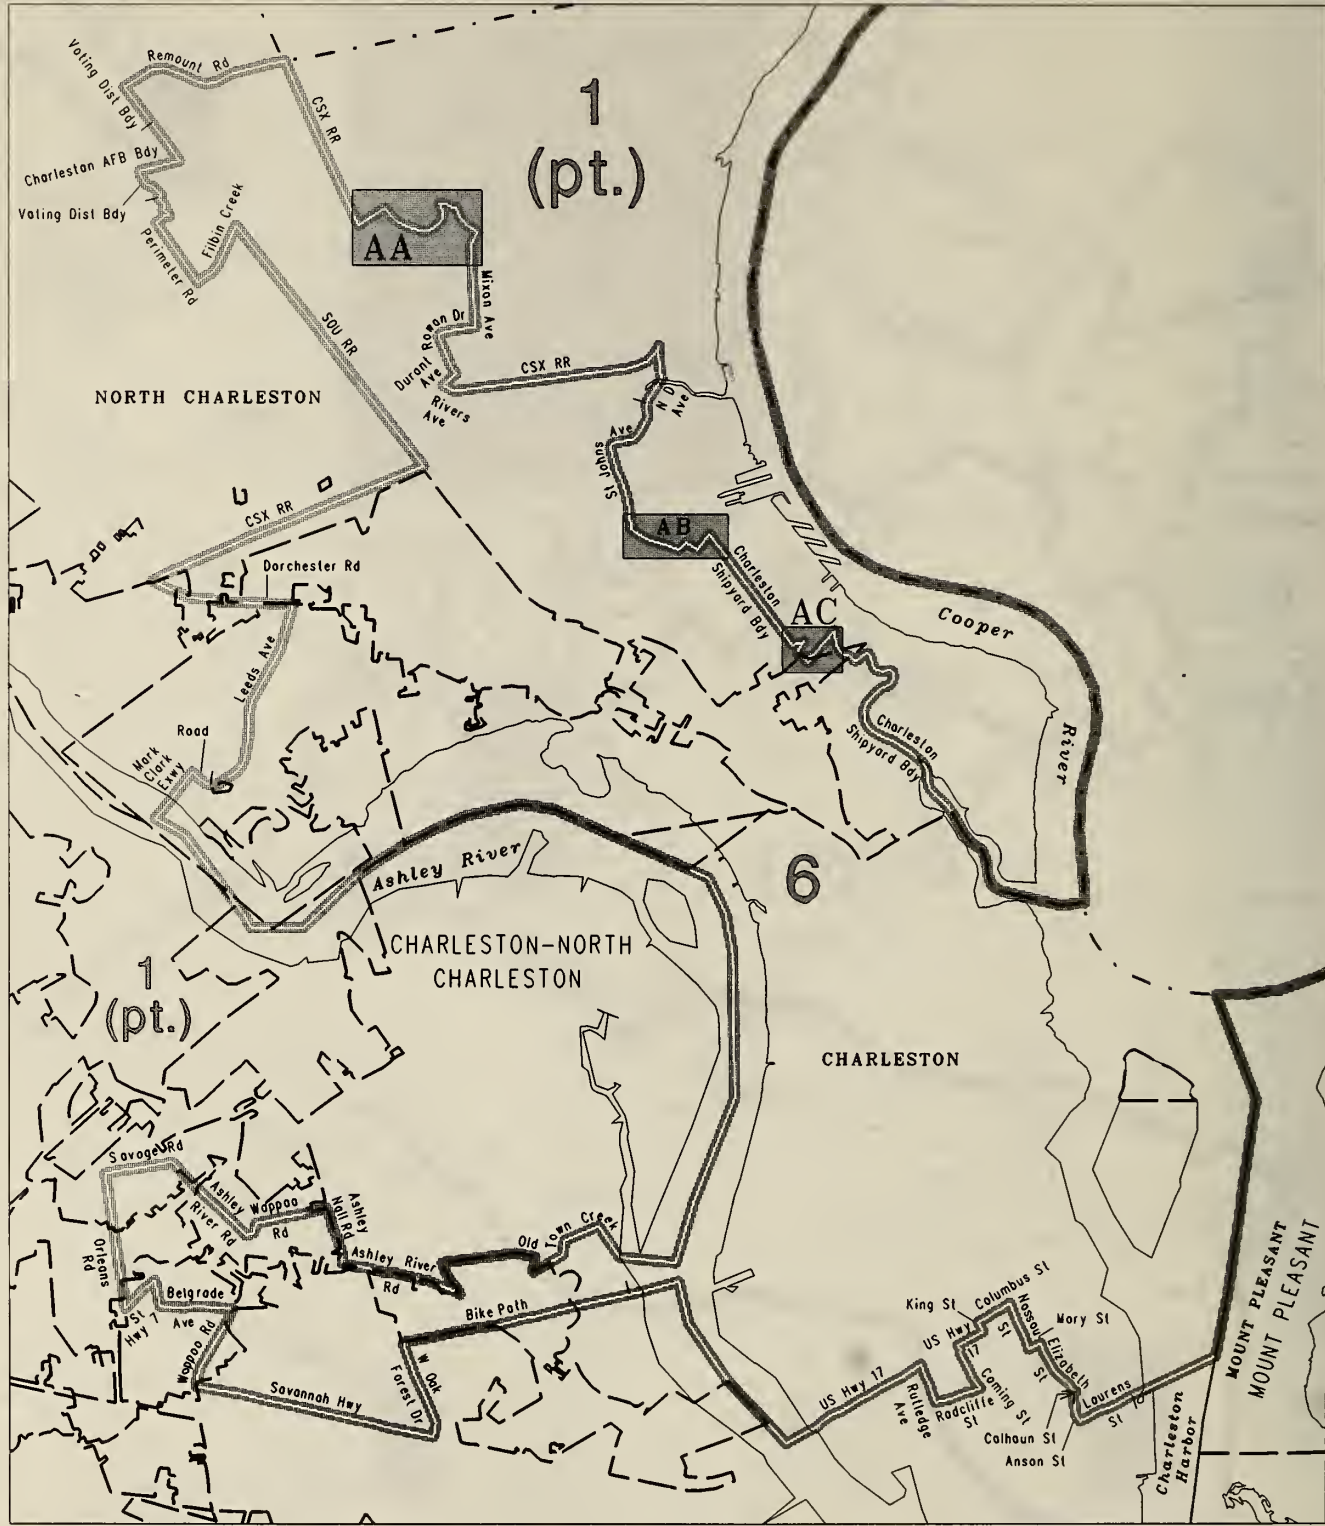 Voting
Dist Bdy
Remount Rd
CSX RR
1
(pt.)
Charleston AFB Bdy
Voting Dist Bdy
Perimeter Rd
Filbin Creek
AA
Mixon Ave
SOU RR
Rowan Dr
Durant
Ave
Rivers
Ave
CSX RR
N D
Ave
NORTH CHARLESTON
St Johns
Ave
CSX RR
AB
Charleston
Shipyard Bdy
Dorchester Rd
AC
Cooper
River
Leeds Ave
Road
Mark
Clark
Exwy
Charleston
Shipyard Bdy
Ashley River
6
CHARLESTON-NORTH
CHARLESTON
1
(pt.)
CHARLESTON
Savage Rd
Ashley
River Rd
Wappoo
Rd
Ashley
Hall Rd
Orleans
Rd
Ashley River
Rd
Old
Town Creek
Belgrade
Ave
St
Hwy 7
Bike Path
Wappoo Rd
W Oak
Forest Dr
Savannah Hwy
King St
Columbus St
Nassau
St
Mary St
US Hwy
17
Elizabeth
St
US Hwy 17
Rutledge
Ave
Radcliffe
St
Coming St
Calhoun St
Anson St
Laurens
St
Charleston
Harbor
MOUNT PLEASANT
MOUNT PLEASANT